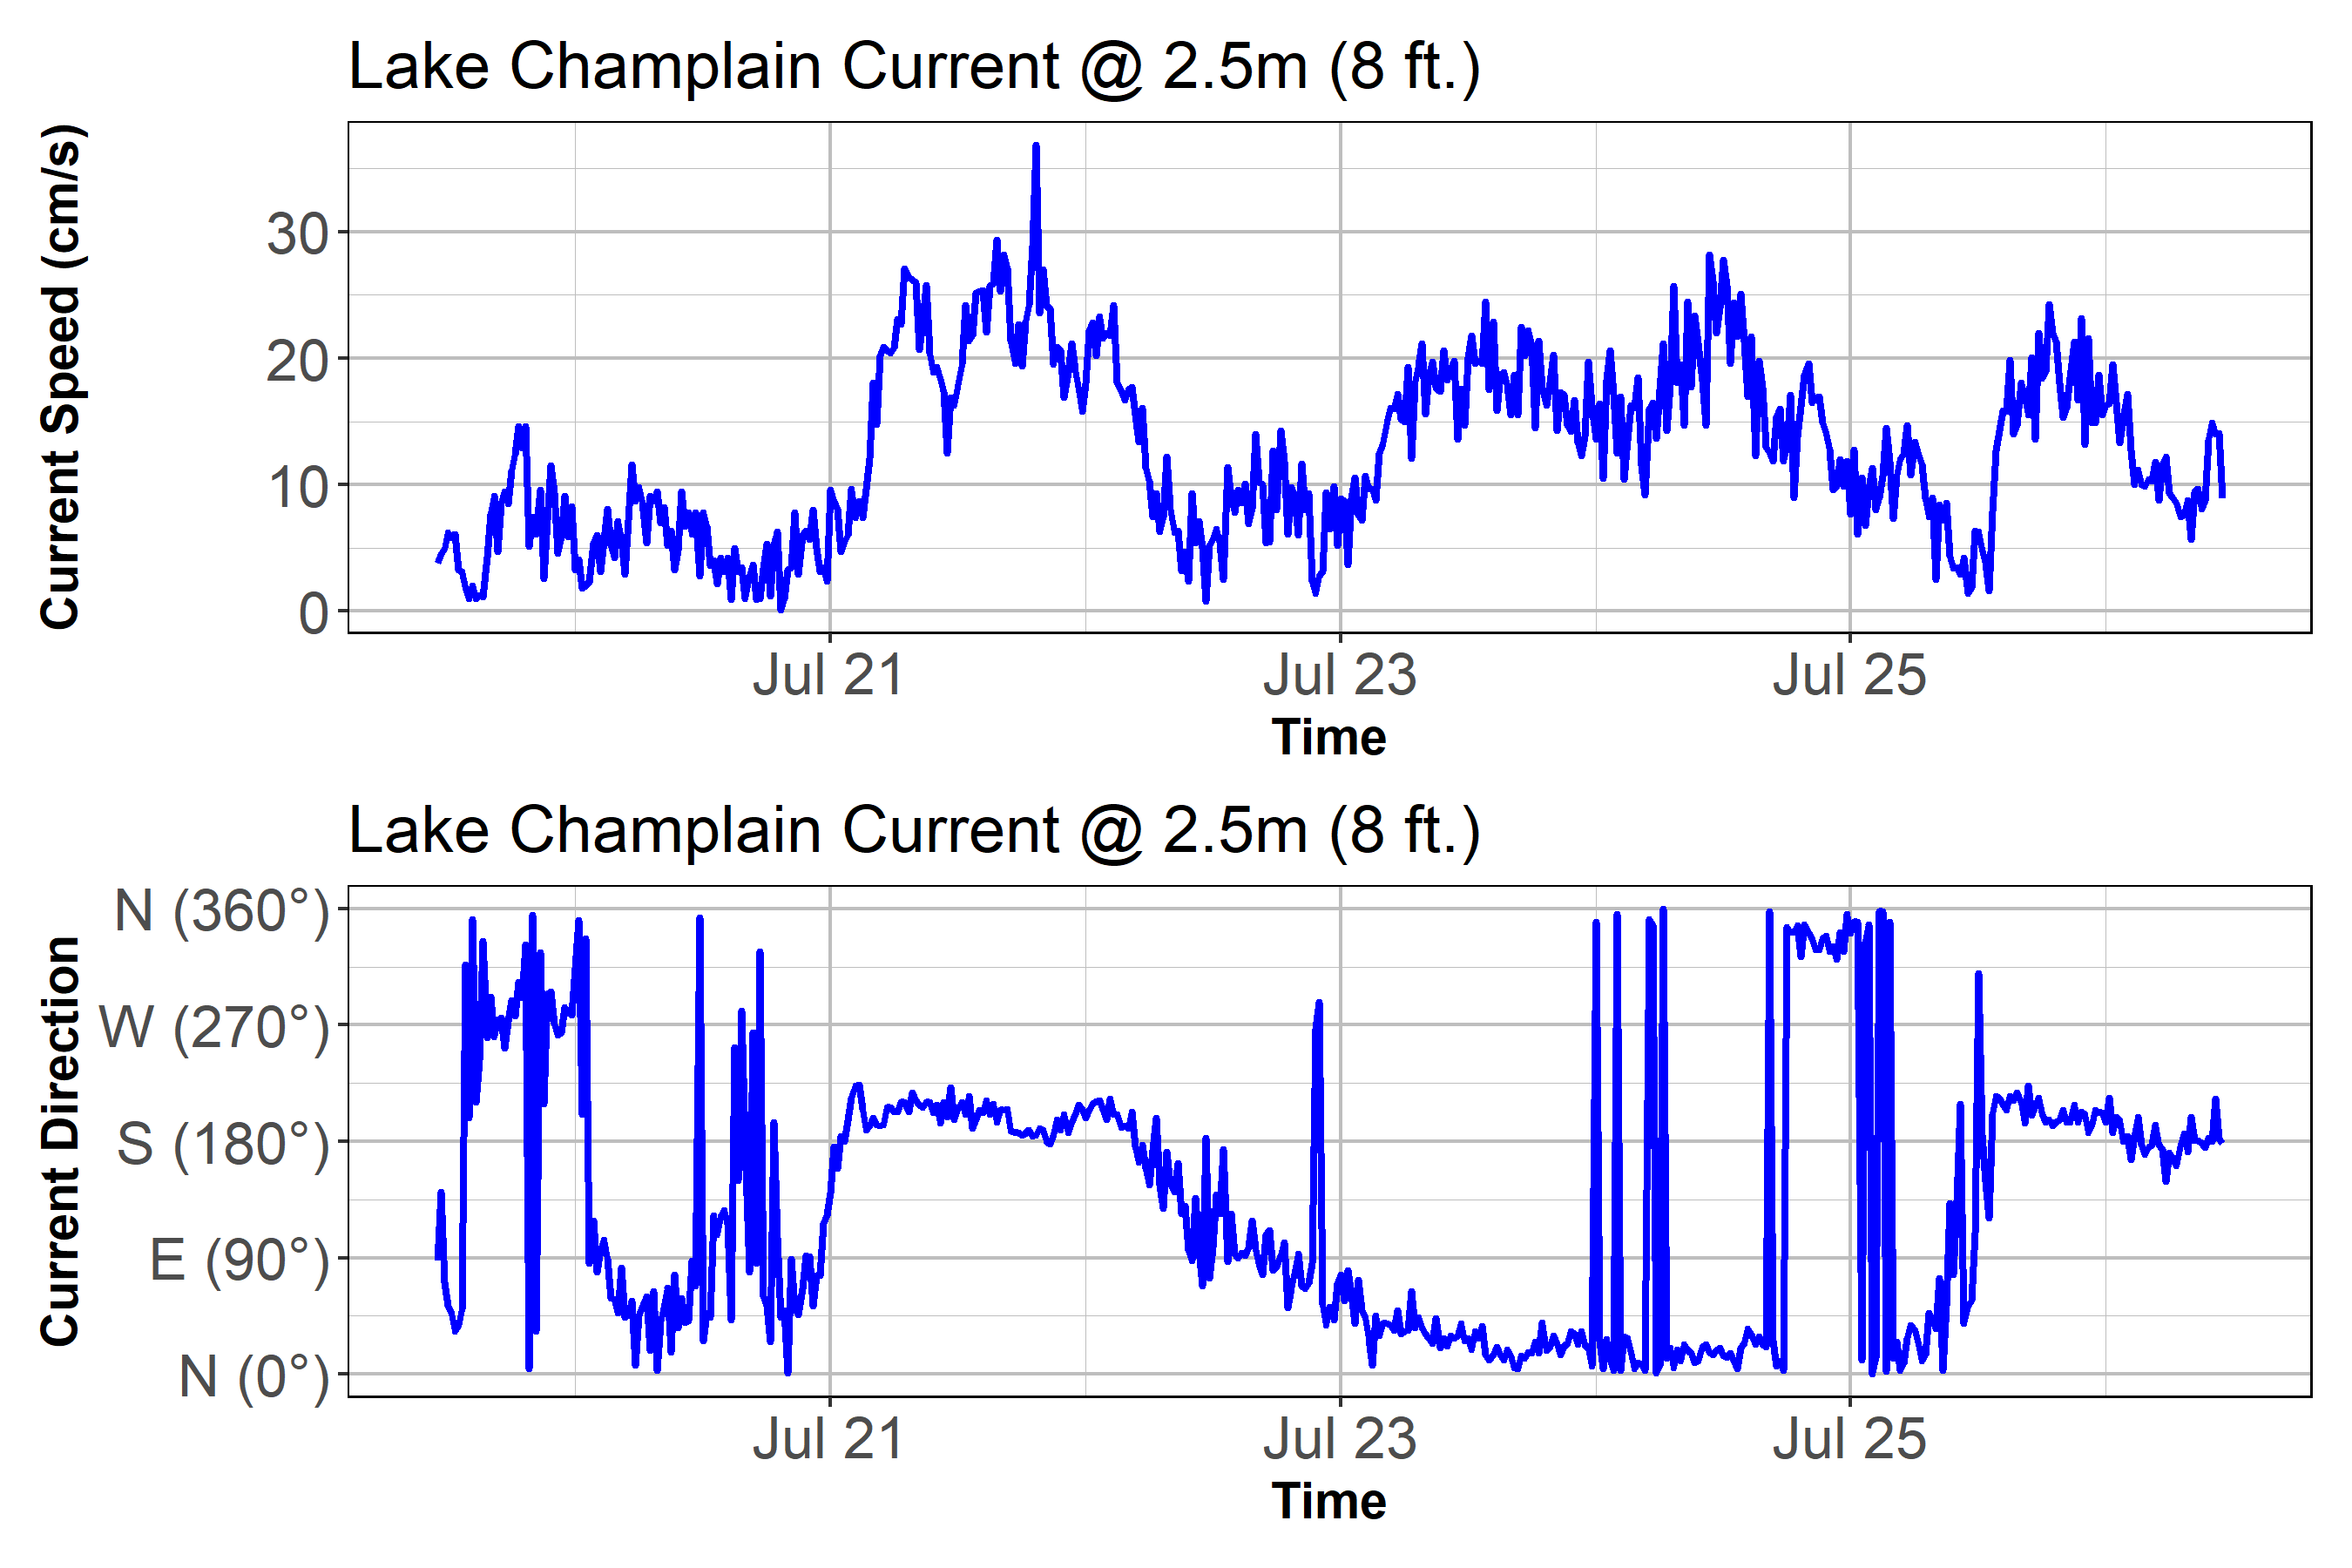 Lake Champlain Current @ 2.5m (8 ft.)
Current Speed (cm/s)
30
20
10
0
Jul 21
Jul 23
Jul 25
Time
Lake Champlain Current @ 2.5m (8 ft.)
Current Direction
N (360°)
W (270°)
S (180°)
E (90°)
N (0°)
Jul 21
Jul 23
Jul 25
Time